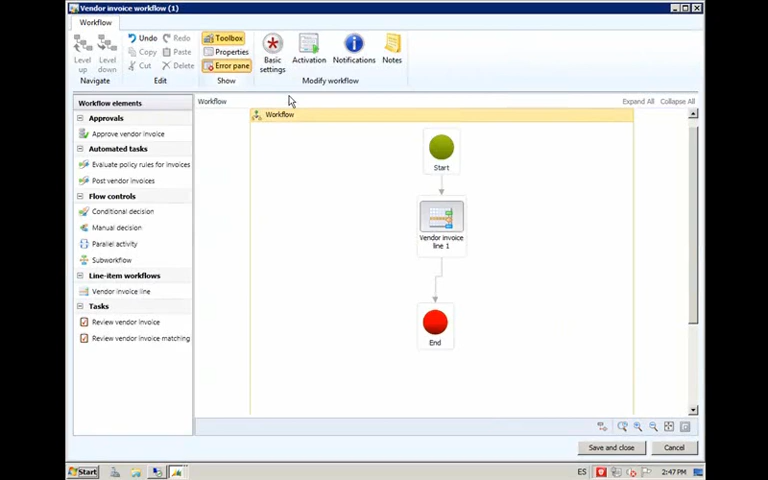 Vendor invoice workflow (1)
Workflow
Level up
Level down
Undo
Redo
Copy
Paste
Cut
Delete
Toolbox
Properties
Error pane
Basic settings
Activation
Notifications
Notes
Navigate
Edit
Show
Modify workflow
Workflow elements
Approvals
Approve vendor invoice
Automated tasks
Evaluate policy rules for invoices
Post vendor invoices
Flow controls
Conditional decision
Manual decision
Parallel activity
Subworkflow
Line-item workflows
Vendor invoice line
Tasks
Review vendor invoice
Review vendor invoice matching
Workflow
Expand All
Collapse All
Workflow
Start
Vendor invoice
line 1
End
Save and close
Cancel
Start
ES
2:47 PM